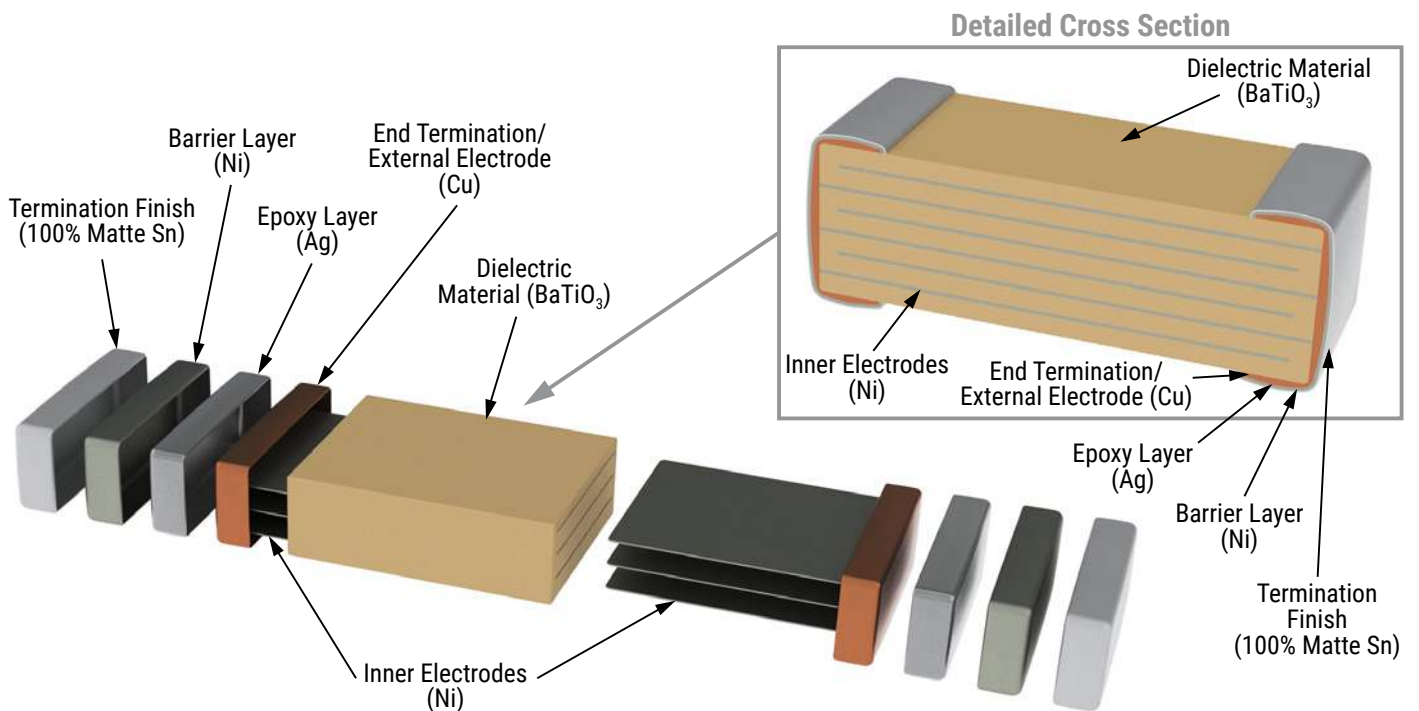 Detailed Cross Section
Dielectric Material
(BaTiO₃)
Inner Electrodes
(Ni)
End Termination/
External Electrode (Cu)
Epoxy Layer
(Ag)
Barrier Layer
(Ni)
Termination
Finish
(100% Matte Sn)
Termination Finish
(100% Matte Sn)
Barrier Layer
(Ni)
Epoxy Layer
(Ag)
End Termination/
External Electrode
(Cu)
Dielectric
Material (BaTiO₃)
Inner Electrodes
(Ni)